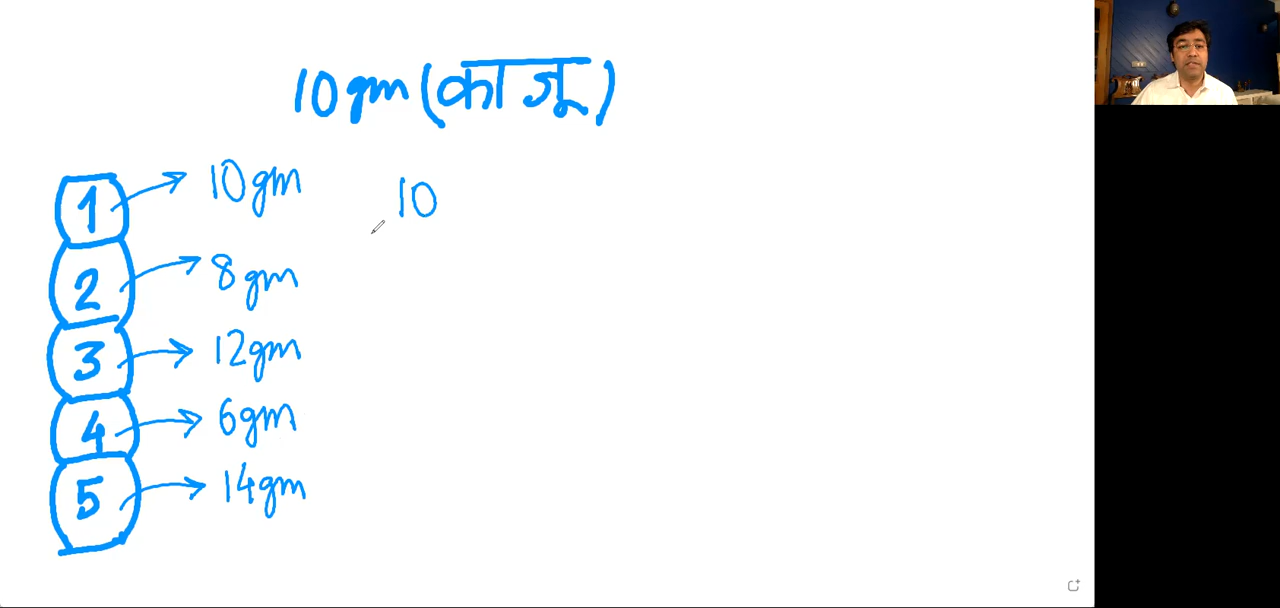 10gm (काजू)
1 → 10gm 10
2 → 8gm
3 → 12gm
4 → 6gm
5 → 14gm